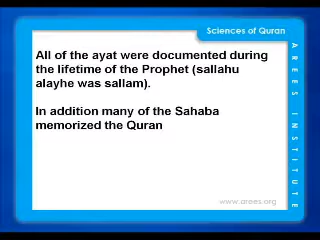 Sciences of Quran
All of the ayat were documented during
the lifetime of the Prophet (sallahu
alayhe was sallam).
In addition many of the Sahaba
memorized the Quran
AREES INSTITUTE
www.arees.org